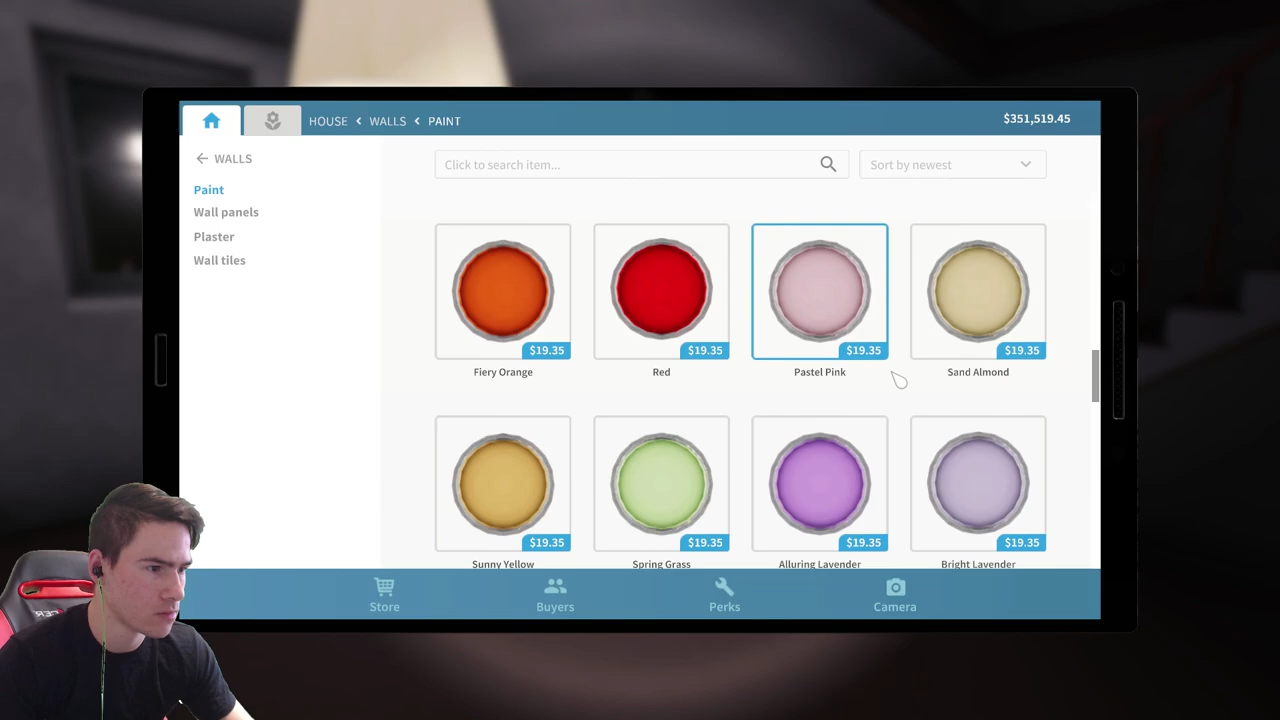 HOUSE < WALLS < PAINT
$351,519.45
WALLS
Click to search item...
Sort by newest
Paint
Wall panels
Plaster
Wall tiles
$19.35 $19.35 $19.35 $19.35
Fiery Orange Red Pastel Pink Sand Almond
$19.35 $19.35 $19.35 $19.35
Sunny Yellow Spring Grass Alluring Lavender Bright Lavender
Store Buyers Perks Camera